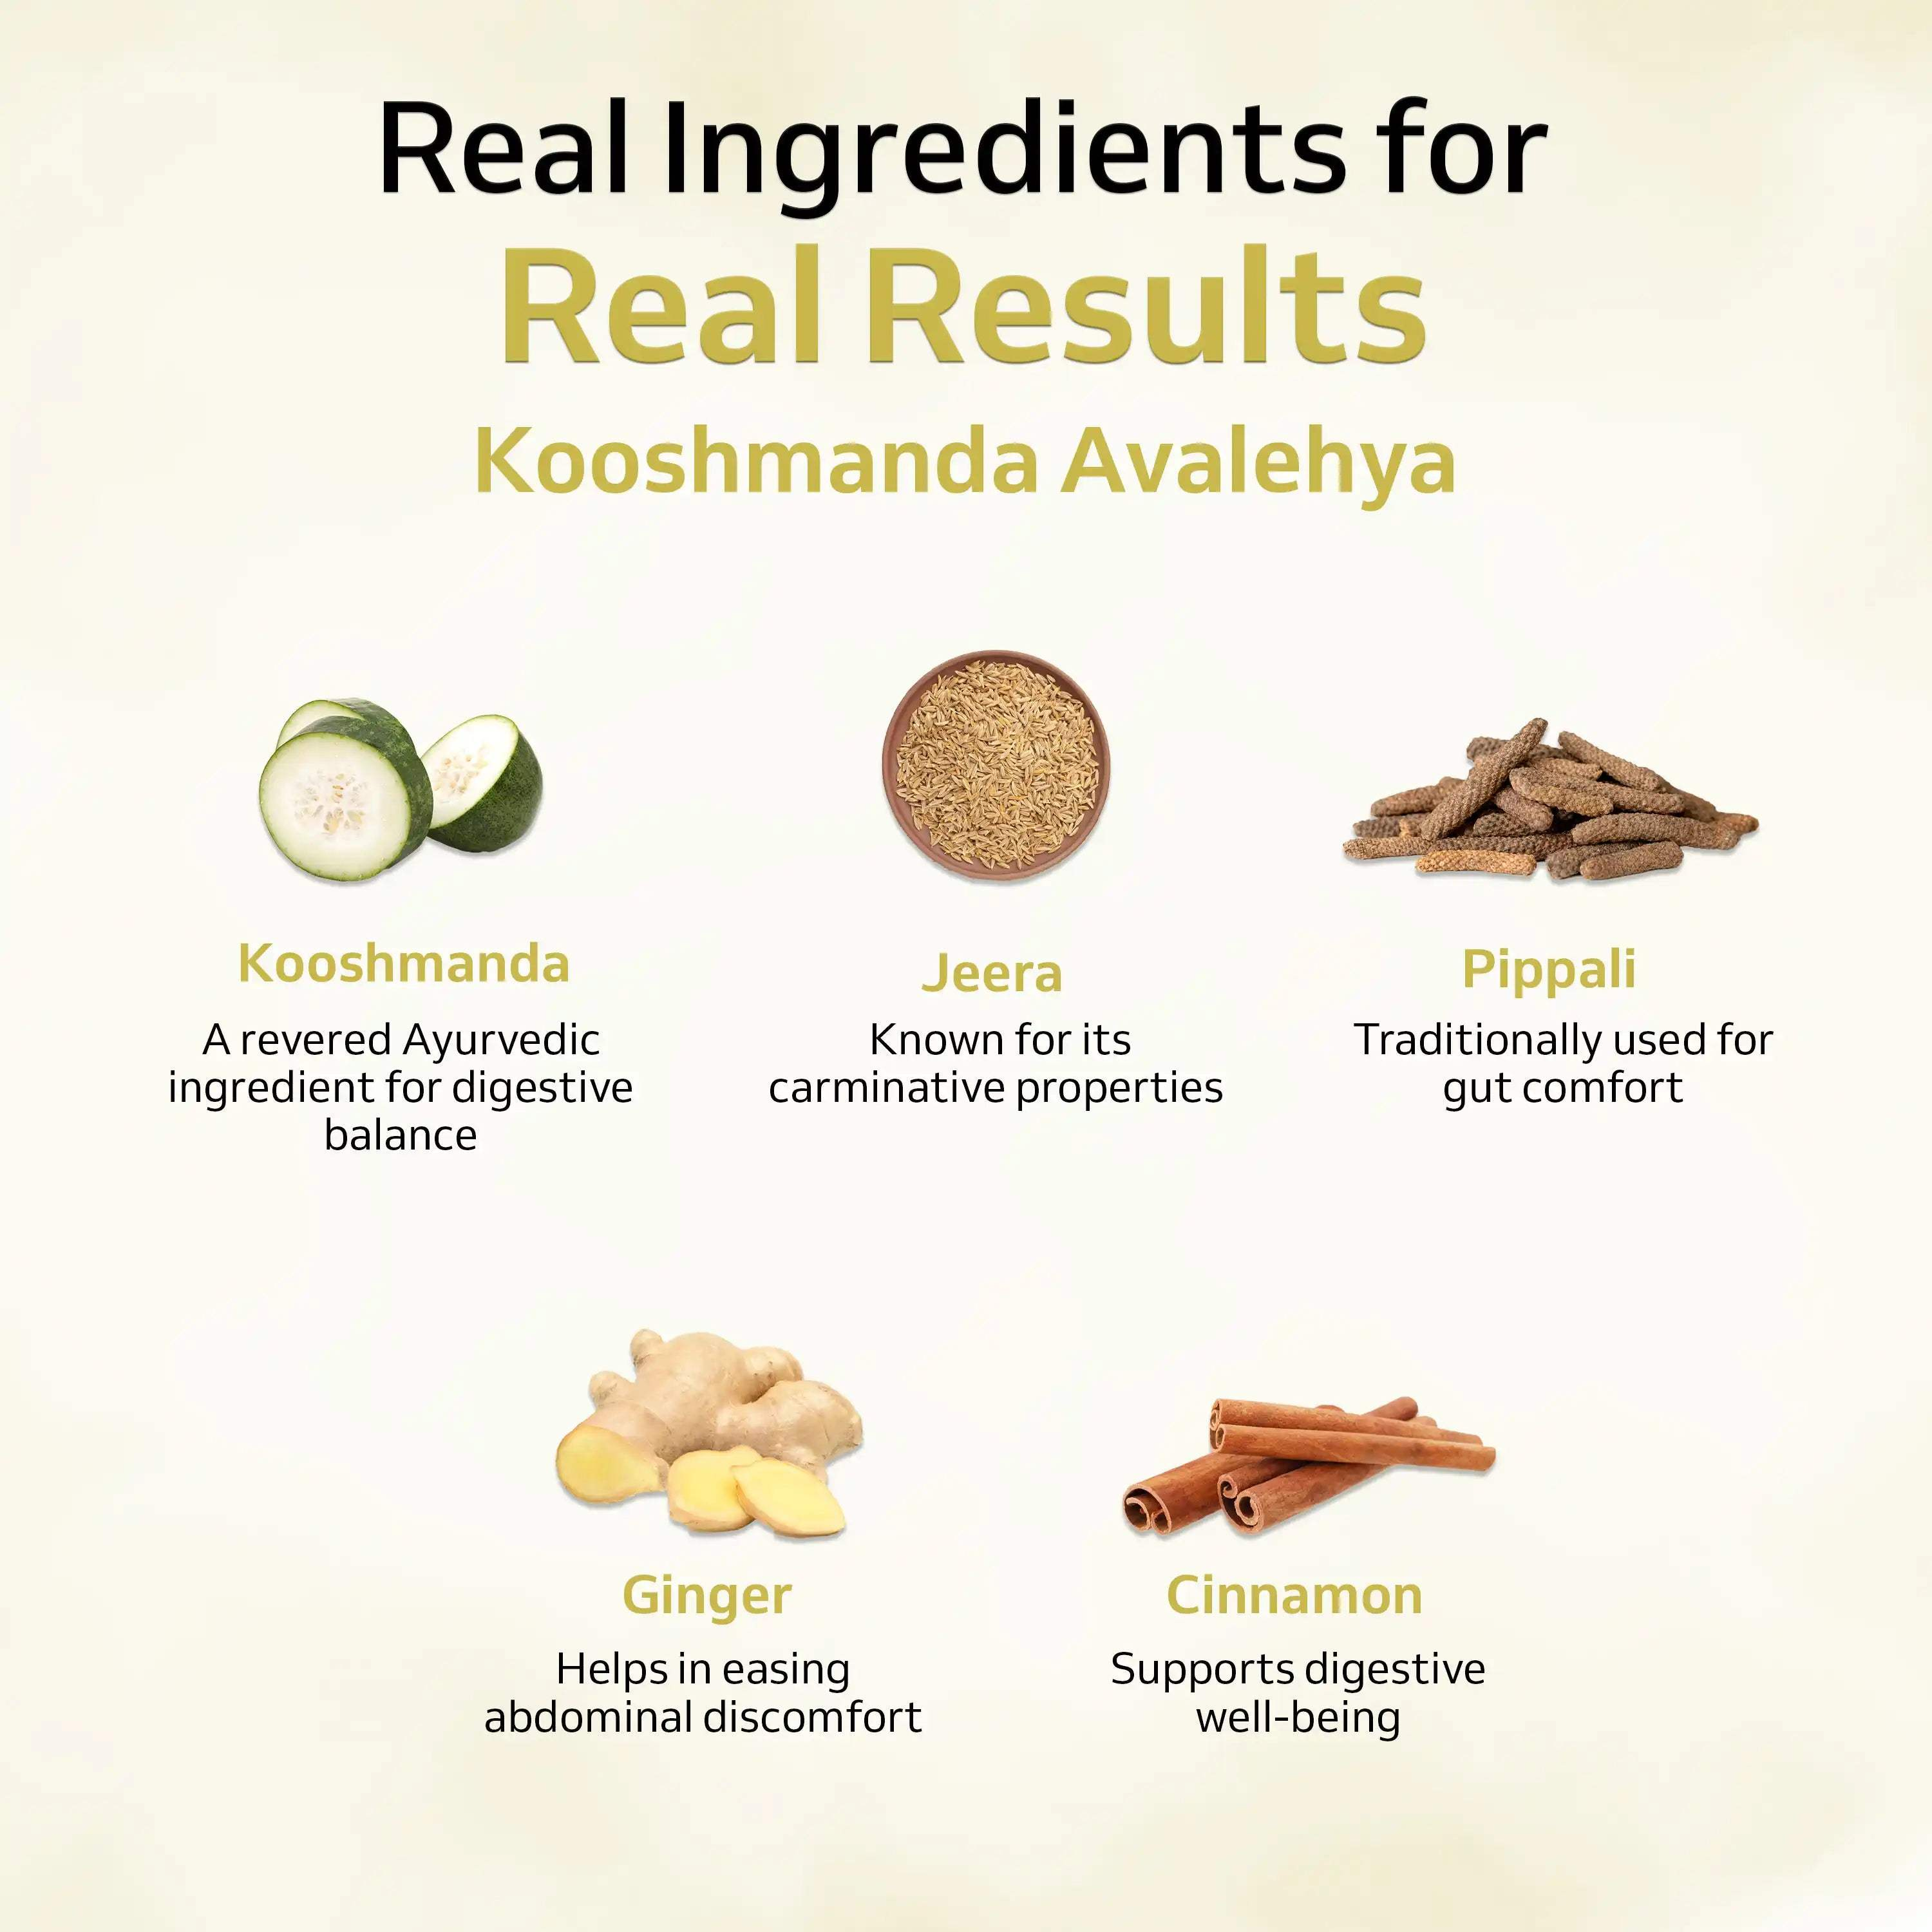 Real Ingredients for
Real Results
Kooshmanda Avalehya
Kooshmanda
A revered Ayurvedic
ingredient for digestive
balance
Jeera
Known for its
carminative properties
Pippali
Traditionally used for
gut comfort
Ginger
Helps in easing
abdominal discomfort
Cinnamon
Supports digestive
well-being